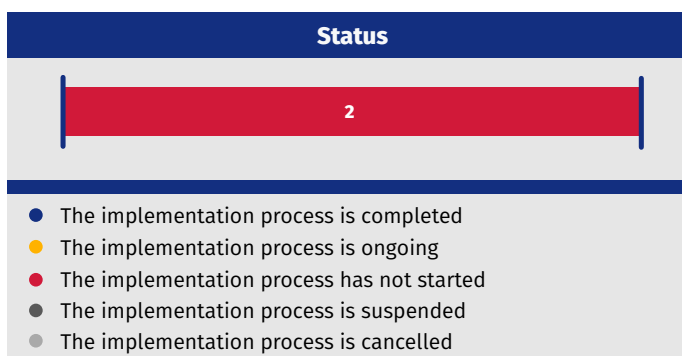 Status
2
The implementation process is completed
The implementation process is ongoing
The implementation process has not started
The implementation process is suspended
The implementation process is cancelled